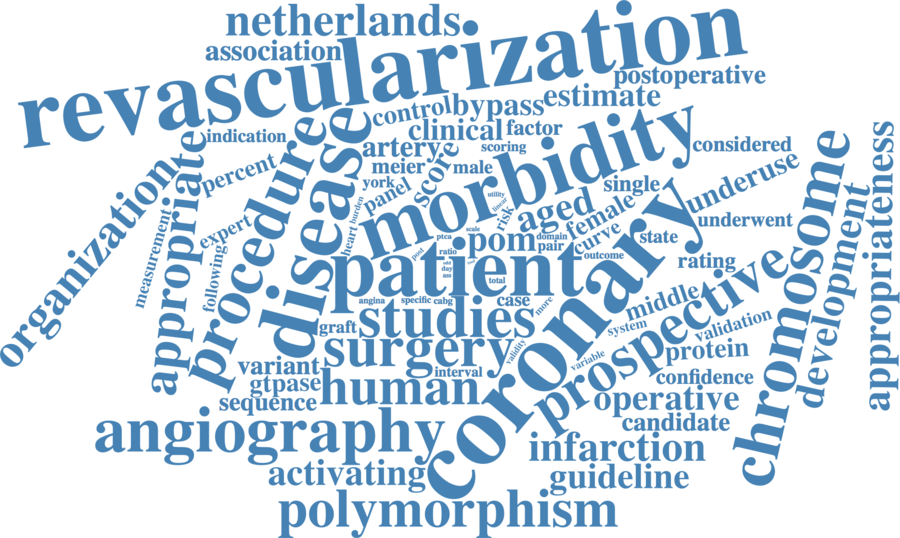 netherlands
revascularization
association
postoperative
estimate
bypass
control
clinical
factor
indication
artery
scoring
considered
meier
male
score
york
panel
percent
appropriate
procedure
disease
morbidity
organization
measurement
expert
following
heart
burden
utility
linear
risk
aged
single
female
underuse
underwent
curve
state
pom
domain
pair
outcome
scale
ptca
ratio
pool
odd
day
total
patient
rating
angina
specific
cabg
case
more
middle
system
graft
studies
surgery
validity
variable
interval
coronary
prospective
validation
protein
confidence
chromosome
development
appropriateness
variant
gtpase
sequence
human
operative
candidate
angiography
infarction
activating
guideline
polymorphism